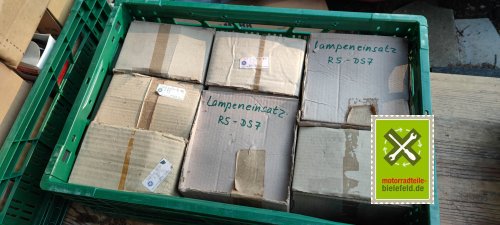 Lampeneinsatz
RS-DS7
Lampeneinsatz
RS-DS7
motorradteile-
bielefeld.de